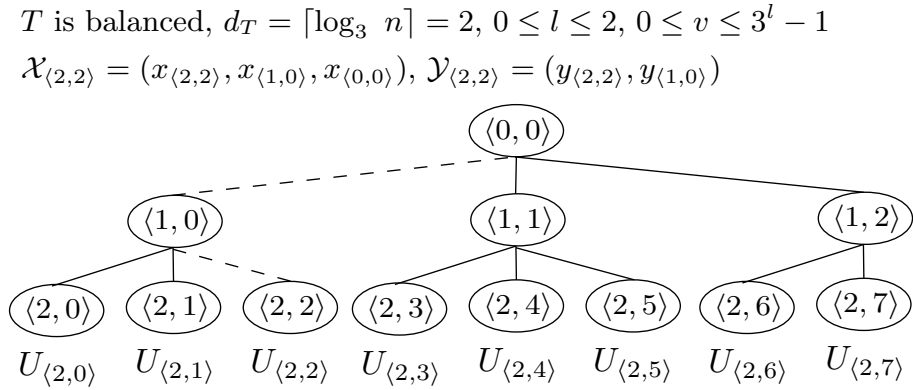 T is balanced, d_T = ⌈log_3 n⌉ = 2, 0 ≤ l ≤ 2, 0 ≤ v ≤ 3^l − 1
𝒳_⟨2,2⟩ = (x_⟨2,2⟩, x_⟨1,0⟩, x_⟨0,0⟩), 𝒴_⟨2,2⟩ = (y_⟨2,2⟩, y_⟨1,0⟩)
⟨0, 0⟩
⟨1, 0⟩ ⟨1, 1⟩ ⟨1, 2⟩
⟨2, 0⟩ ⟨2, 1⟩ ⟨2, 2⟩ ⟨2, 3⟩ ⟨2, 4⟩ ⟨2, 5⟩ ⟨2, 6⟩ ⟨2, 7⟩
U_⟨2,0⟩ U_⟨2,1⟩ U_⟨2,2⟩ U_⟨2,3⟩ U_⟨2,4⟩ U_⟨2,5⟩ U_⟨2,6⟩ U_⟨2,7⟩